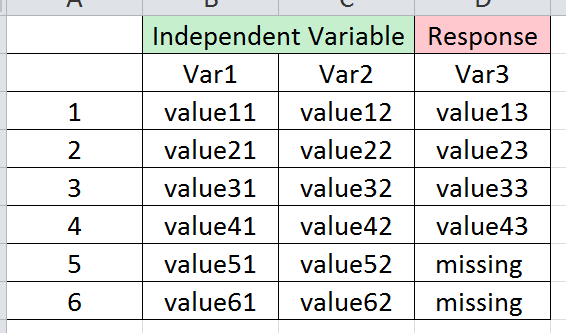 A B C D
Independent Variable Response
Var1 Var2 Var3
1 value11 value12 value13
2 value21 value22 value23
3 value31 value32 value33
4 value41 value42 value43
5 value51 value52 missing
6 value61 value62 missing